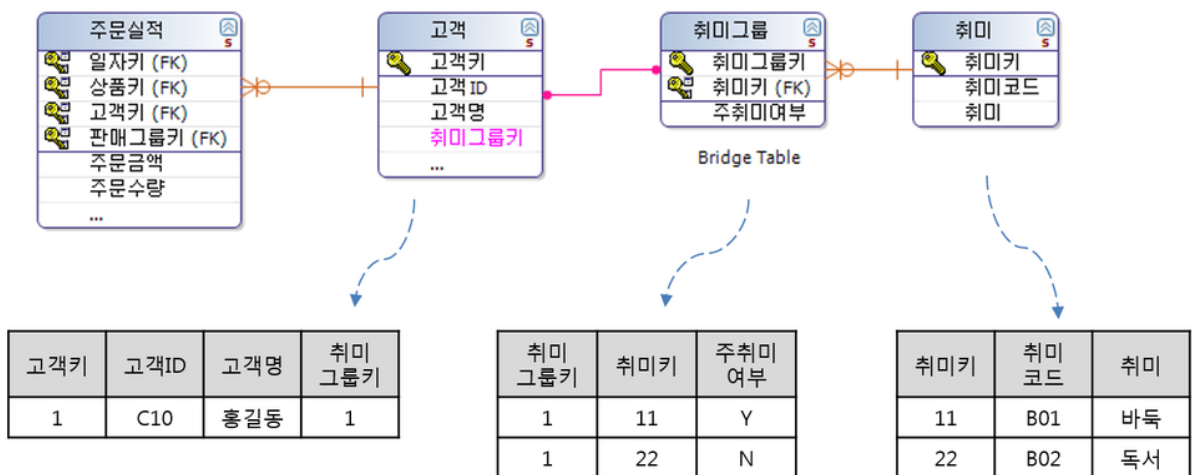 주문실적
S
일자키 (FK)
상품키 (FK)
고객키 (FK)
판매그룹키 (FK)
주문금액
주문수량
...
고객
S
고객키
고객ID
고객명
취미그룹키
...
취미그룹
S
취미그룹키
취미키 (FK)
주취미여부
Bridge Table
취미
S
취미키
취미코드
취미
고객키 고객ID 고객명 취미
그룹키
1 C10 홍길동 1
취미
그룹키 취미키 주취미
여부
1 11 Y
1 22 N
취미키 취미
코드 취미
11 B01 바둑
22 B02 독서